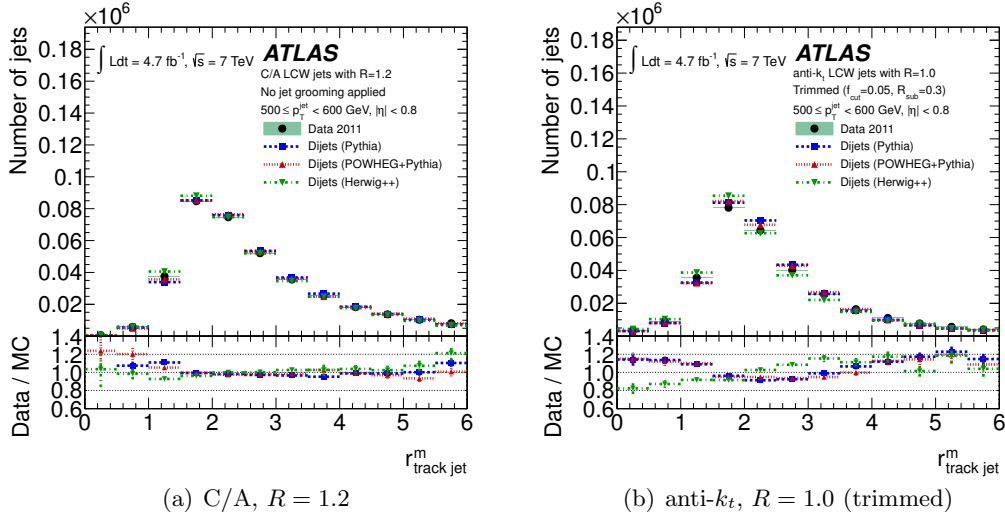 ×10⁶
Number of jets
0.18
0.16
0.14
0.12
0.1
0.08
0.06
0.04
0.02
ATLAS
∫ Ldt = 4.7 fb⁻¹, √s = 7 TeV
C/A LCW jets with R=1.2
No jet grooming applied
500 ≤ p_T^jet < 600 GeV, |η| < 0.8
Data 2011
Dijets (Pythia)
Dijets (POWHEG+Pythia)
Dijets (Herwig++)
Data / MC
1.4
1.2
1.0
0.8
0.6
0 1 2 3 4 5 6
r^m_track jet
(a) C/A, R = 1.2
×10⁶
Number of jets
0.18
0.16
0.14
0.12
0.1
0.08
0.06
0.04
0.02
ATLAS
∫ Ldt = 4.7 fb⁻¹, √s = 7 TeV
anti-k_t LCW jets with R=1.0
Trimmed (f_cut=0.05, R_sub=0.3)
500 ≤ p_T^jet < 600 GeV, |η| < 0.8
Data 2011
Dijets (Pythia)
Dijets (POWHEG+Pythia)
Dijets (Herwig++)
Data / MC
1.4
1.2
1.0
0.8
0.6
0 1 2 3 4 5 6
r^m_track jet
(b) anti-k_t, R = 1.0 (trimmed)